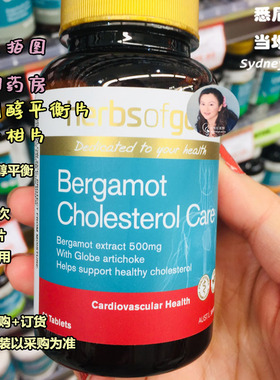 悉尼
当地
Sydney
拍图
药房
醇平衡片
柑片
herbsofgold
Dedicated to your health
醇平衡
Bergamot
Cholesterol Care
次
片
用
Bergamot extract 500mg
With Globe artichoke
Helps support healthy cholesterol
Cardiovascular Health
Tablets
购+订货
装以采购为准